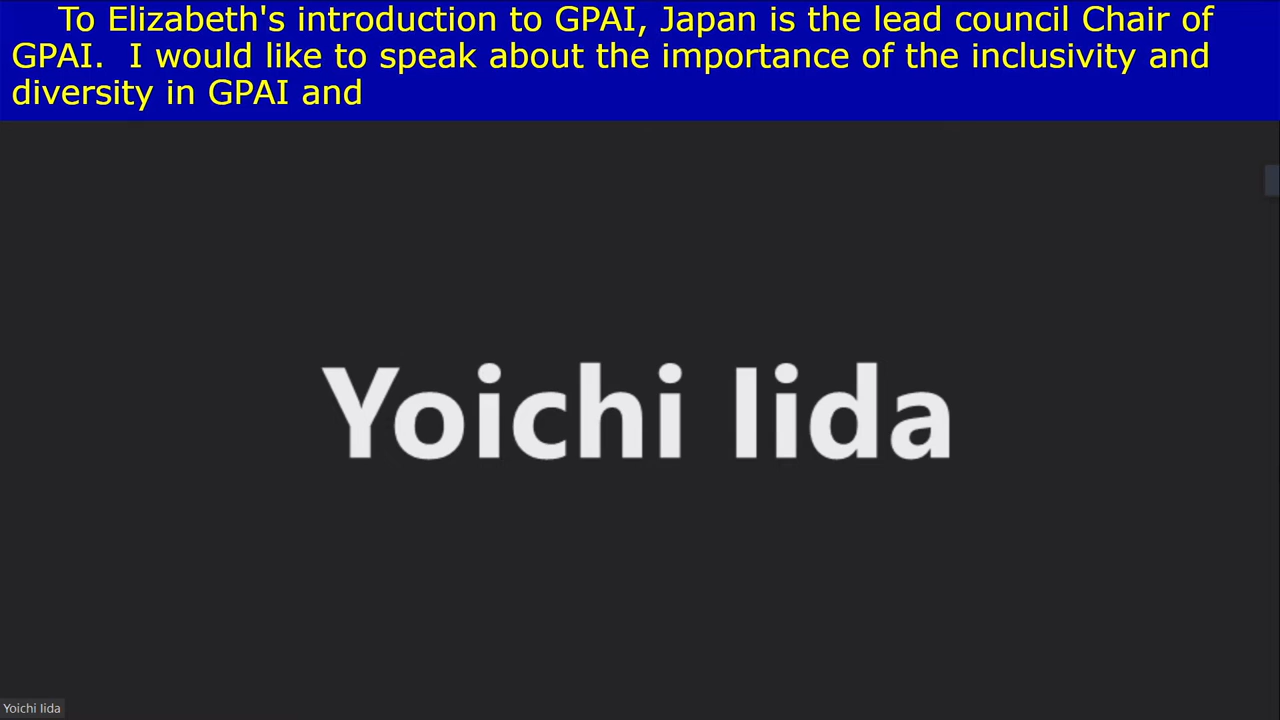 To Elizabeth's introduction to GPAI, Japan is the lead council Chair of
GPAI.  I would like to speak about the importance of the inclusivity and
diversity in GPAI and
Yoichi Iida
Yoichi Iida